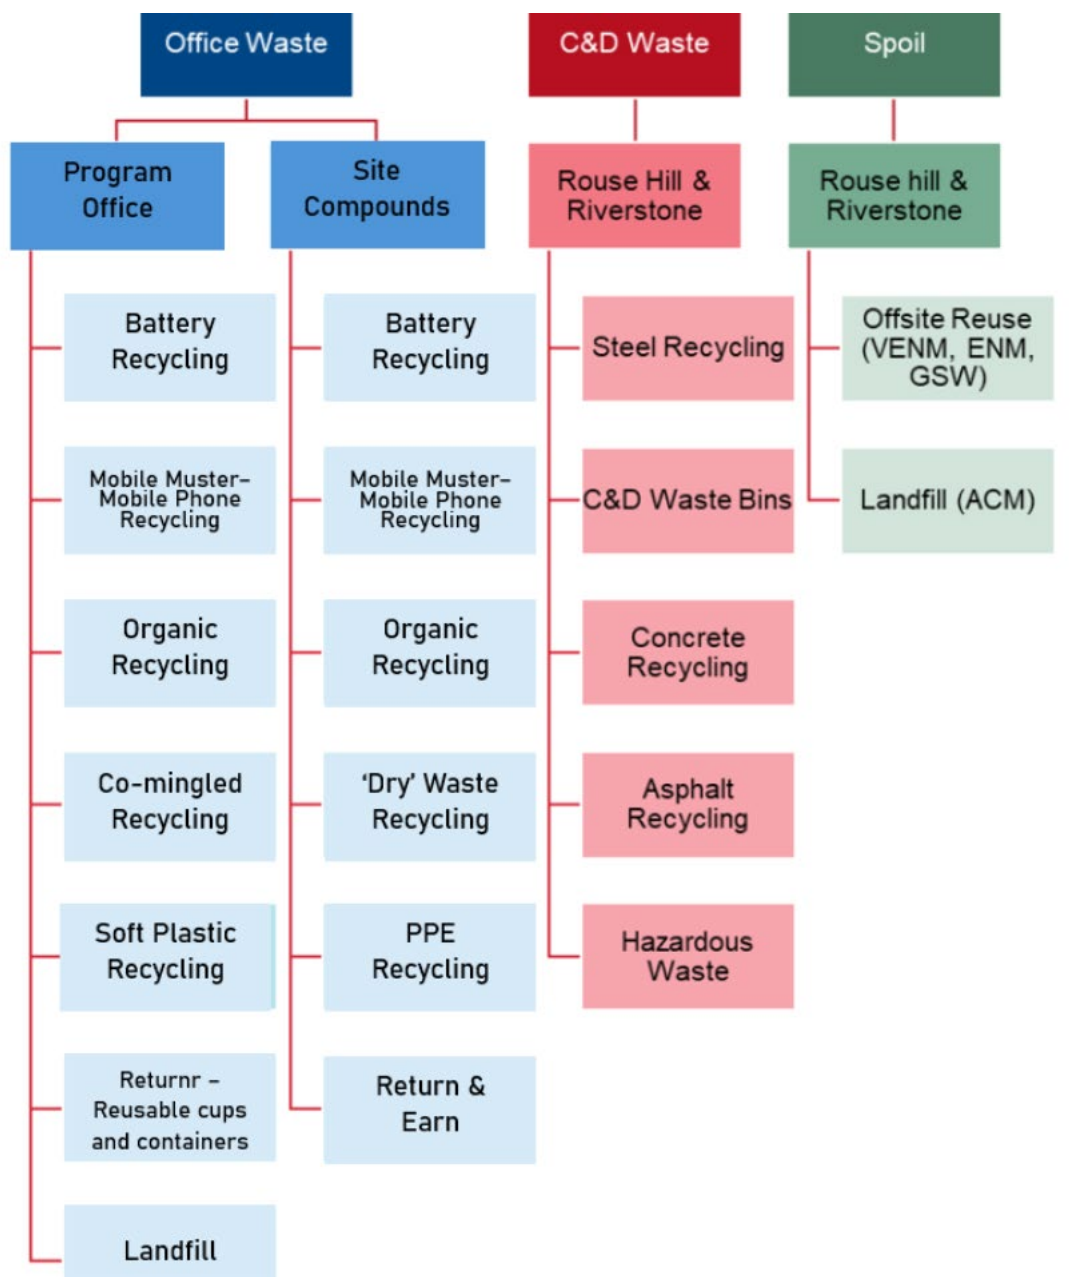 Office Waste
C&D Waste
Spoil
Program
Office
Site
Compounds
Rouse Hill &
Riverstone
Rouse hill &
Riverstone
Battery
Recycling
Mobile Muster–
Mobile Phone
Recycling
Organic
Recycling
Co-mingled
Recycling
Soft Plastic
Recycling
Returnr –
Reusable cups
and containers
Landfill
Battery
Recycling
Mobile Muster–
Mobile Phone
Recycling
Organic
Recycling
‘Dry’ Waste
Recycling
PPE
Recycling
Return &
Earn
Steel Recycling
C&D Waste Bins
Concrete
Recycling
Asphalt
Recycling
Hazardous
Waste
Offsite Reuse
(VENM, ENM,
GSW)
Landfill (ACM)